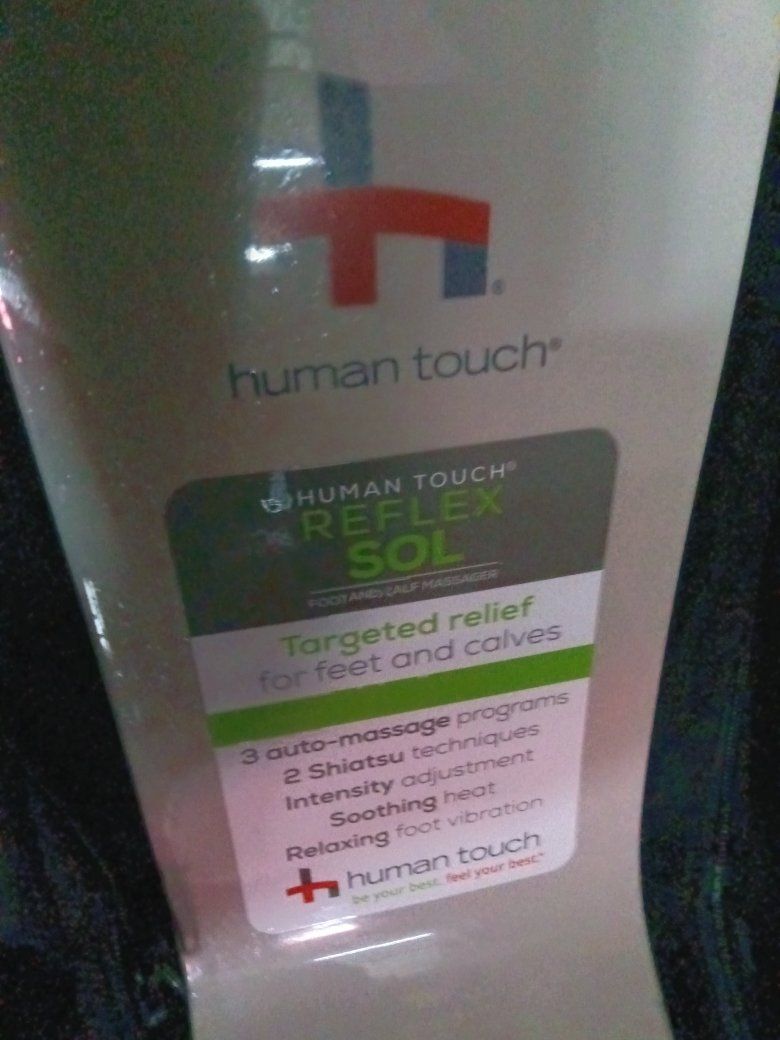 human touch®
HUMAN TOUCH®
REFLEX
SOL
FOOT AND CALF MASSAGER
Targeted relief
for feet and calves
3 auto-massage programs
2 Shiatsu techniques
Intensity adjustment
Soothing heat
Relaxing foot vibration
human touch
be your best. feel your best.™